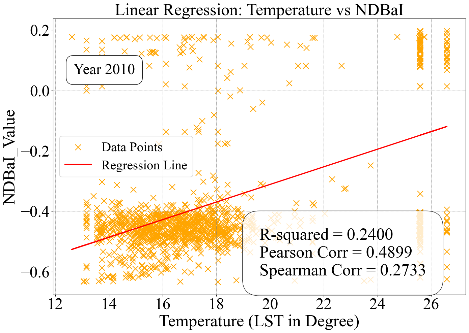 Linear Regression: Temperature vs NDBaI
0.2
Year 2010
0.0
NDBaI_Value
−0.2
Data Points
Regression Line
−0.4
R-squared = 0.2400
Pearson Corr = 0.4899
Spearman Corr = 0.2733
−0.6
12 14 16 18 20 22 24 26
Temperature (LST in Degree)